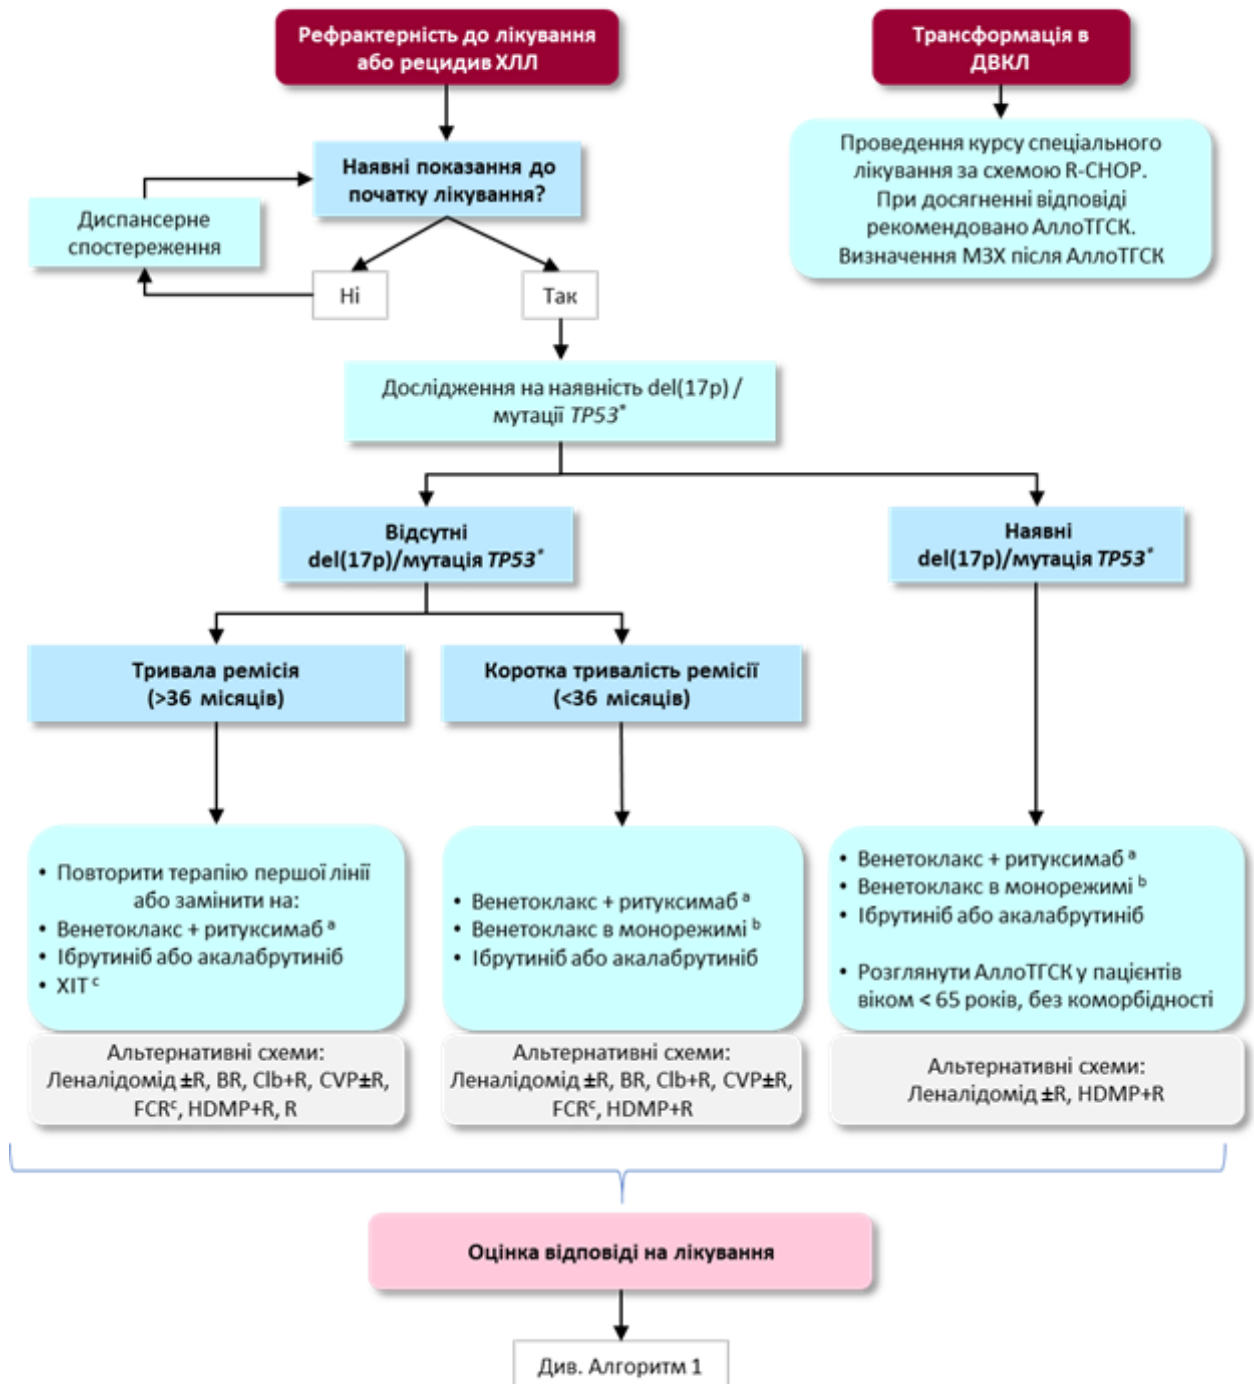 Рефрактерність до лікування
або рецидив ХЛЛ
Трансформація в
ДВКЛ
Проведення курсу спеціального
лікування за схемою R-CHOP.
При досягненні відповіді
рекомендовано АллоТГСК.
Визначення МЗХ після АллоТГСК
Наявні показання до
початку лікування?
Диспансерне
спостереження
Ні
Так
Дослідження на наявність del(17p) /
мутації TP53*
Відсутні
del(17p)/мутація TP53*
Наявні
del(17p)/мутація TP53*
Тривала ремісія
(>36 місяців)
Коротка тривалість ремісії
(<36 місяців)
• Повторити терапію першої лінії
або замінити на:
• Венетоклакс + ритуксимаб ᵃ
• Ібрутиніб або акалабрутиніб
• ХІТ ᶜ
Альтернативні схеми:
Леналідомід ±R, BR, Clb+R, CVP±R,
FCRᶜ, HDMP+R, R
• Венетоклакс + ритуксимаб ᵃ
• Венетоклакс в монорежимі ᵇ
• Ібрутиніб або акалабрутиніб
Альтернативні схеми:
Леналідомід ±R, BR, Clb+R, CVP±R,
FCRᶜ, HDMP+R
• Венетоклакс + ритуксимаб ᵃ
• Венетоклакс в монорежимі ᵇ
• Ібрутиніб або акалабрутиніб
• Розглянути АллоТГСК у пацієнтів
віком < 65 років, без коморбідності
Альтернативні схеми:
Леналідомід ±R, HDMP+R
Оцінка відповіді на лікування
Див. Алгоритм 1